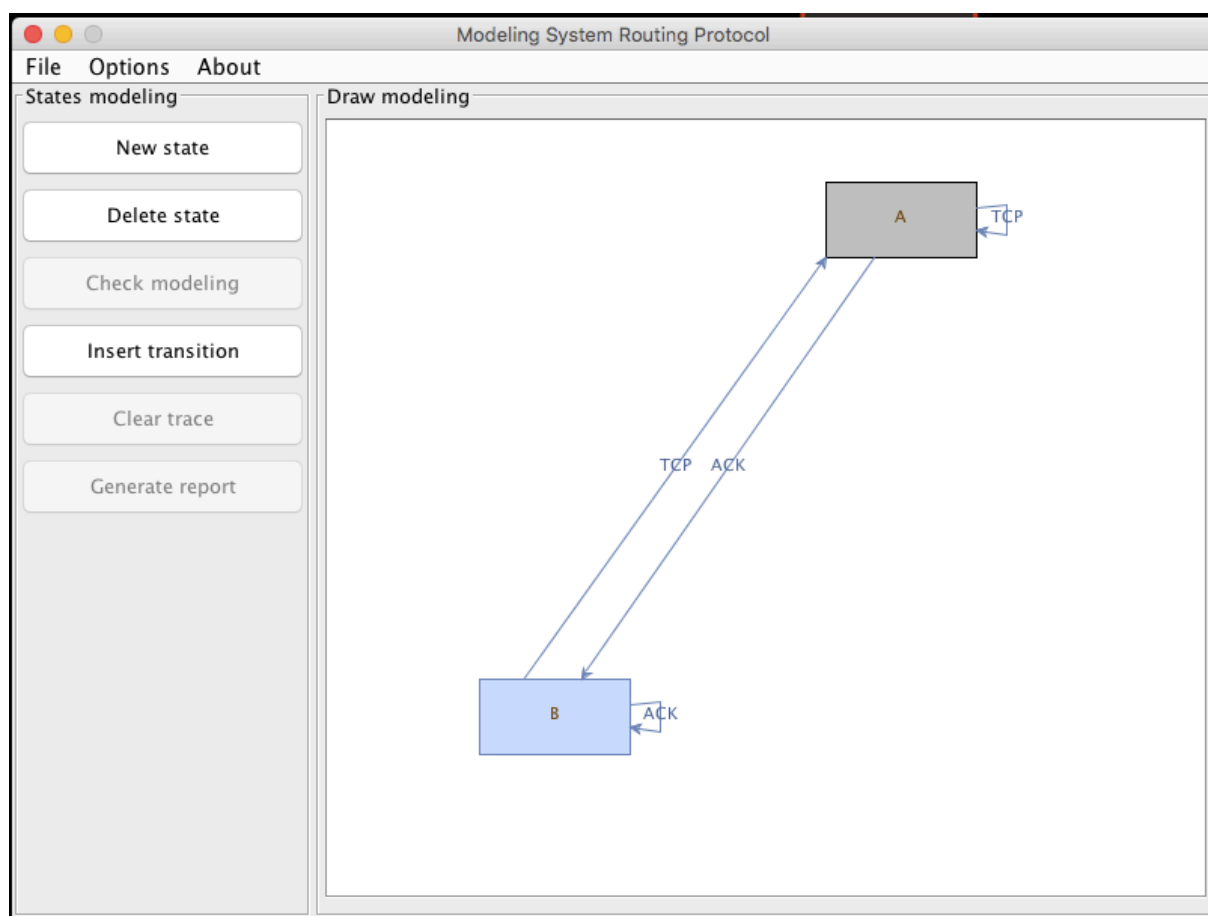 Modeling System Routing Protocol
File Options About
States modeling
New state
Delete state
Check modeling
Insert transition
Clear trace
Generate report
Draw modeling
A
TCP
TCP ACK
B
ACK